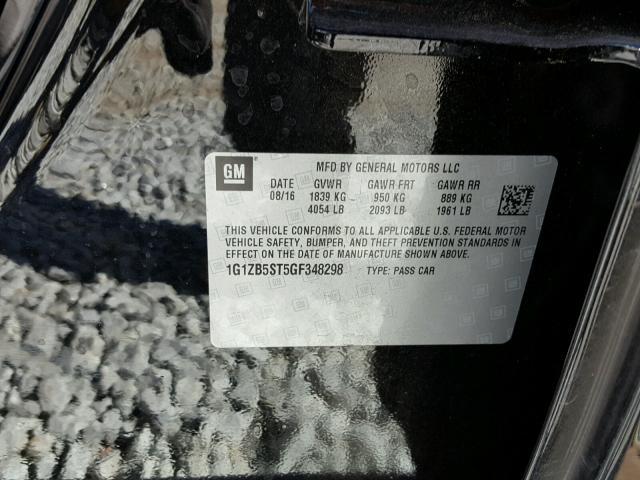 GM MFD BY GENERAL MOTORS LLC
DATE GVWR GAWR FRT GAWR RR
08/16 1839 KG 950 KG 889 KG
4054 LB 2093 LB 1961 LB
THIS VEHICLE CONFORMS TO ALL APPLICABLE U.S. FEDERAL MOTOR
VEHICLE SAFETY, BUMPER, AND THEFT PREVENTION STANDARDS IN
EFFECT ON THE DATE OF MANUFACTURE SHOWN ABOVE.
1G1ZB5ST5GF348298 TYPE: PASS CAR